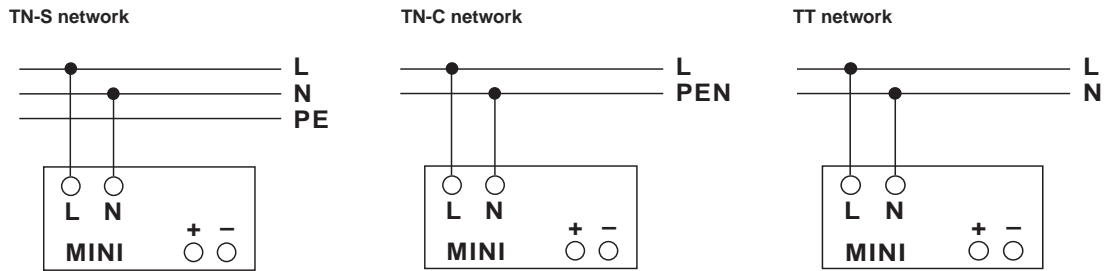 TN-S network
L
N
PE
L N
+ –
MINI
TN-C network
L
PEN
L N
+ –
MINI
TT network
L
N
L N
+ –
MINI